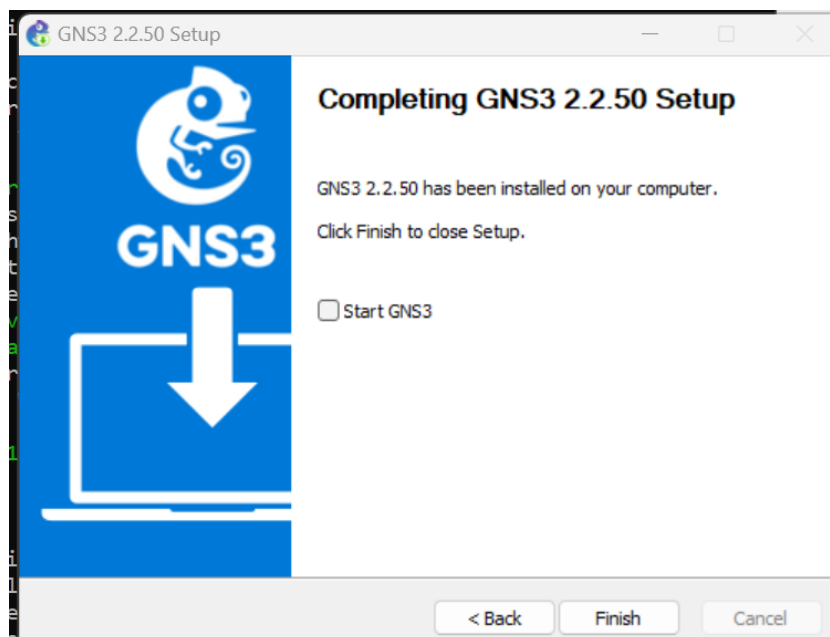 GNS3 2.2.50 Setup
Completing GNS3 2.2.50 Setup
GNS3 2.2.50 has been installed on your computer.
Click Finish to close Setup.
GNS3
Start GNS3
< Back
Finish
Cancel